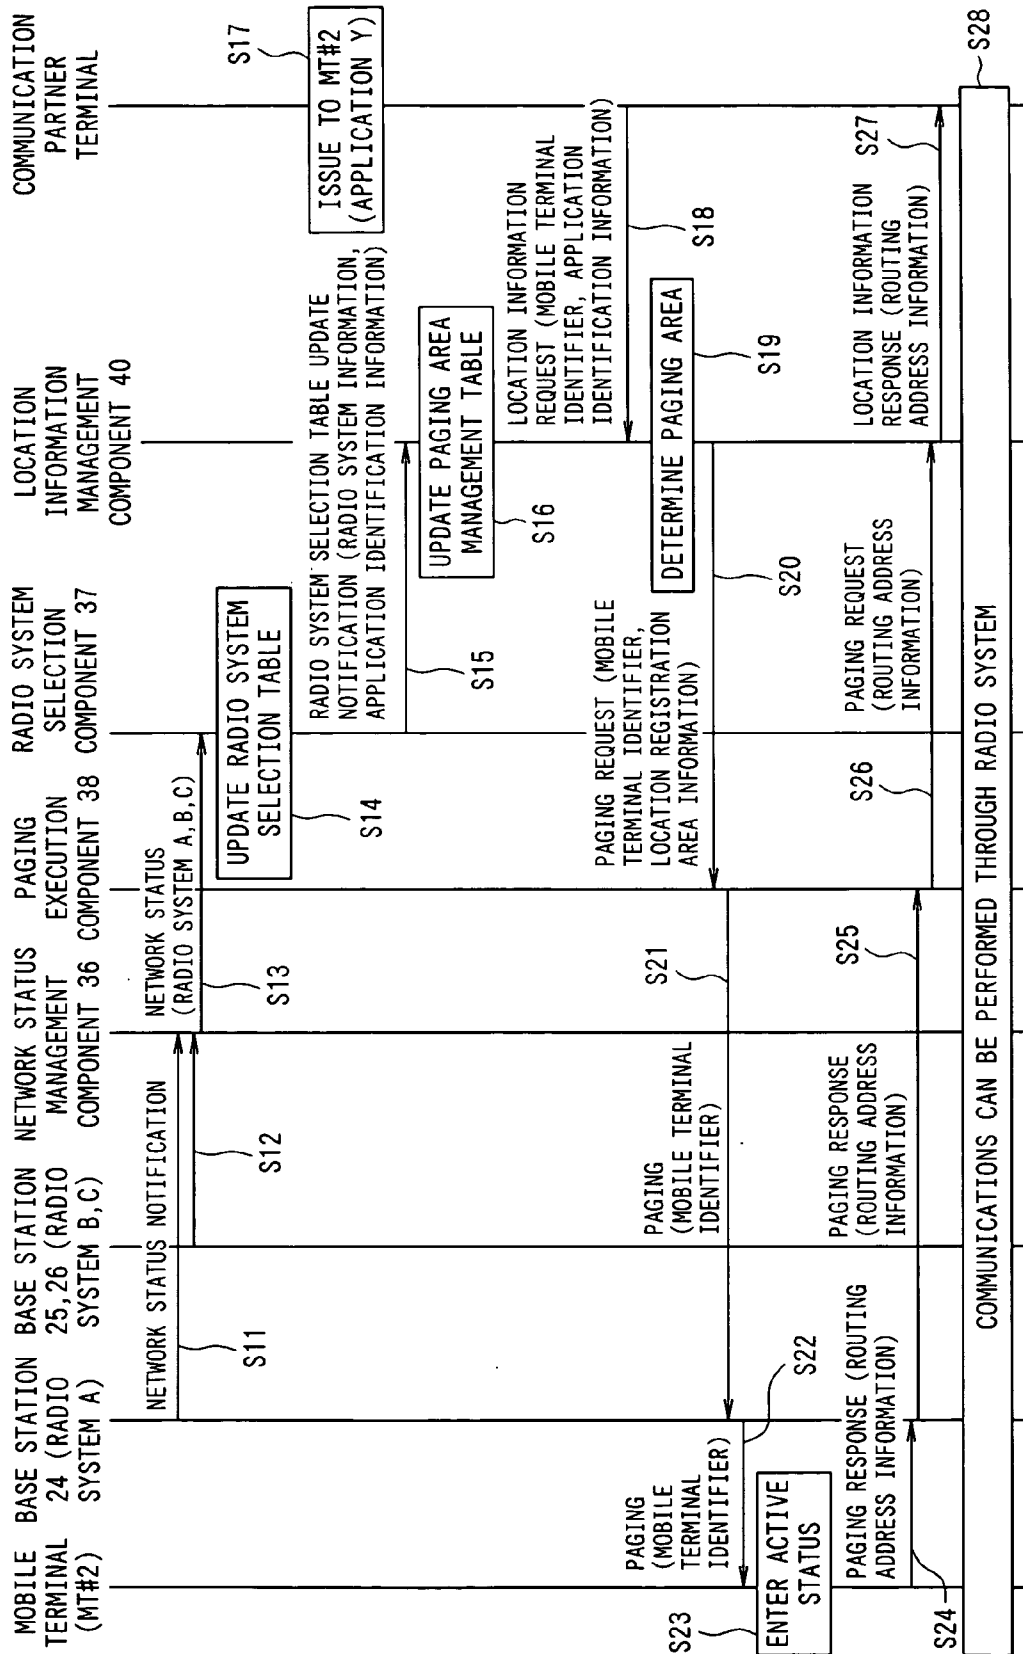 MOBILE
TERMINAL
(MT#2)
BASE STATION
24 (RADIO
SYSTEM A)
BASE STATION
25,26 (RADIO
SYSTEM B,C)
NETWORK STATUS
MANAGEMENT
COMPONENT 36
PAGING
EXECUTION
COMPONENT 38
RADIO SYSTEM
SELECTION
COMPONENT 37
LOCATION
INFORMATION
MANAGEMENT
COMPONENT 40
COMMUNICATION
PARTNER
TERMINAL
NETWORK STATUS NOTIFICATION
S11
S12
NETWORK STATUS
(RADIO SYSTEM A,B,C)
S13
UPDATE RADIO SYSTEM
SELECTION TABLE
S14
RADIO SYSTEM SELECTION TABLE UPDATE
NOTIFICATION (RADIO SYSTEM INFORMATION,
APPLICATION IDENTIFICATION INFORMATION)
S15
UPDATE PAGING AREA
MANAGEMENT TABLE
S16
S17
ISSUE TO MT#2
(APPLICATION Y)
LOCATION INFORMATION
REQUEST (MOBILE TERMINAL
IDENTIFIER, APPLICATION
IDENTIFICATION INFORMATION)
S18
DETERMINE PAGING AREA
S19
PAGING REQUEST (MOBILE
TERMINAL IDENTIFIER,
LOCATION REGISTRATION
AREA INFORMATION)
S20
PAGING
(MOBILE TERMINAL
IDENTIFIER)
S21
PAGING
(MOBILE
TERMINAL
IDENTIFIER)
S22
ENTER ACTIVE
STATUS
S23
PAGING RESPONSE (ROUTING
ADDRESS INFORMATION)
S24
PAGING RESPONSE
(ROUTING ADDRESS
INFORMATION)
S25
PAGING REQUEST
(ROUTING ADDRESS
INFORMATION)
S26
LOCATION INFORMATION
RESPONSE (ROUTING
ADDRESS INFORMATION)
S27
COMMUNICATIONS CAN BE PERFORMED THROUGH RADIO SYSTEM
S28